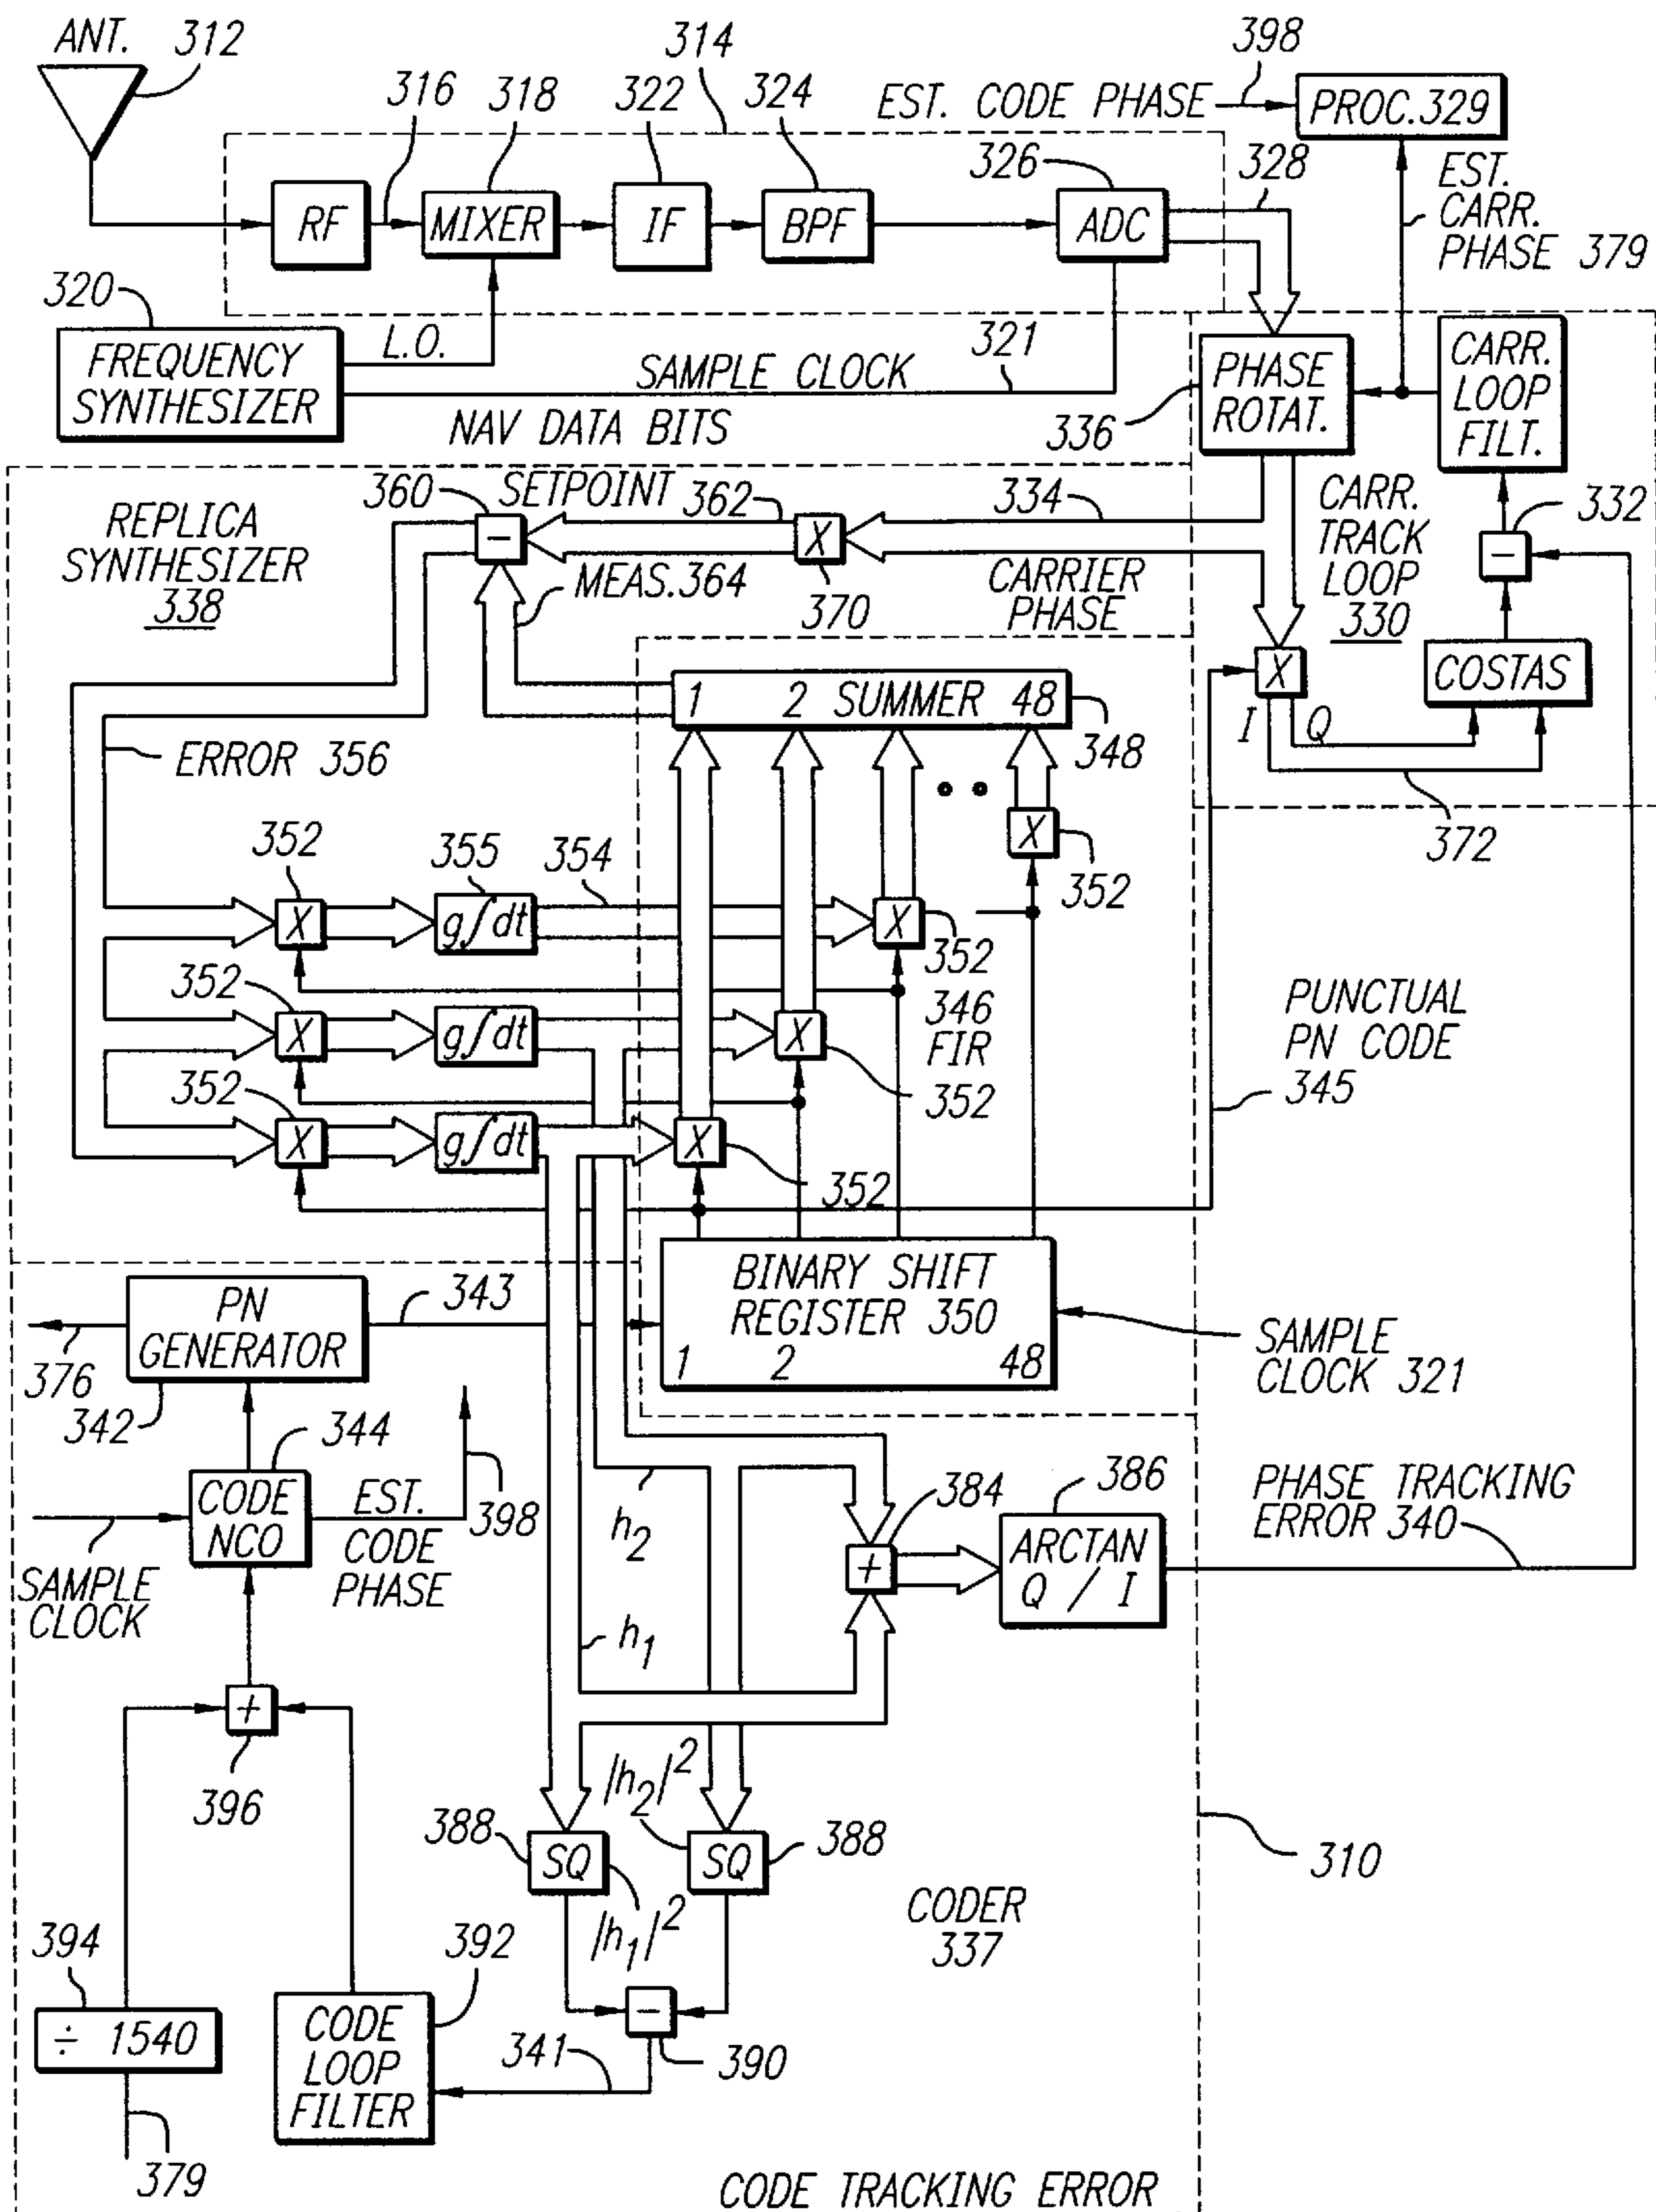 ANT. 312
314
398
316
318
322
324
EST. CODE PHASE
PROC.329
326
328
EST.
CARR.
PHASE 379
RF
MIXER
IF
BPF
ADC
320
L.O.
FREQUENCY
SYNTHESIZER
SAMPLE CLOCK
321
NAV DATA BITS
336
PHASE
ROTAT.
CARR.
LOOP
FILT.
REPLICA
SYNTHESIZER
338
360
SETPOINT
362
334
−
X
370
MEAS.364
CARRIER
PHASE
CARR.
TRACK
LOOP
330
332
−
X
I
Q
COSTAS
372
1 2 SUMMER 48
348
ERROR 356
X
352
352
355
354
X
g∫dt
X
352
352
X
g∫dt
346
FIR
X
352
352
X
g∫dt
X
352
PUNCTUAL
PN CODE
345
PN
GENERATOR
343
376
342
BINARY SHIFT
REGISTER 350
1 2 48
SAMPLE
CLOCK 321
344
CODE
NCO
EST.
CODE
PHASE
398
SAMPLE
CLOCK
h2
h1
384
+
386
ARCTAN
Q / I
PHASE TRACKING
ERROR 340
+
396
|h2|2
388
SQ
SQ
388
|h1|2
310
CODER
337
394
÷ 1540
392
CODE
LOOP
FILTER
−
390
341
379
CODE TRACKING ERROR